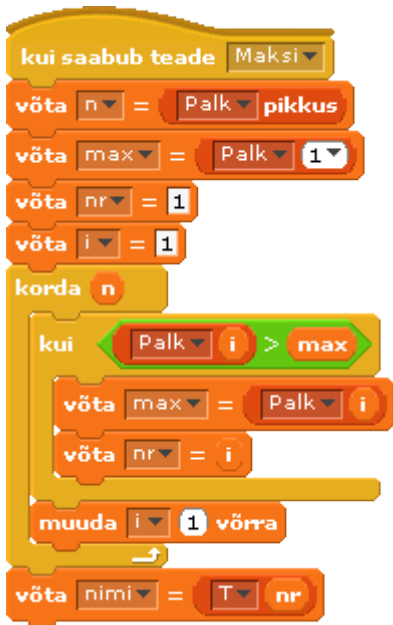 kui saabub teade Maksi
võta n = Palk pikkus
võta max = Palk 1
võta nr = 1
võta i = 1
korda n
kui Palk i > max
võta max = Palk i
võta nr = i
muuda i 1 võrra
võta nimi = T nr